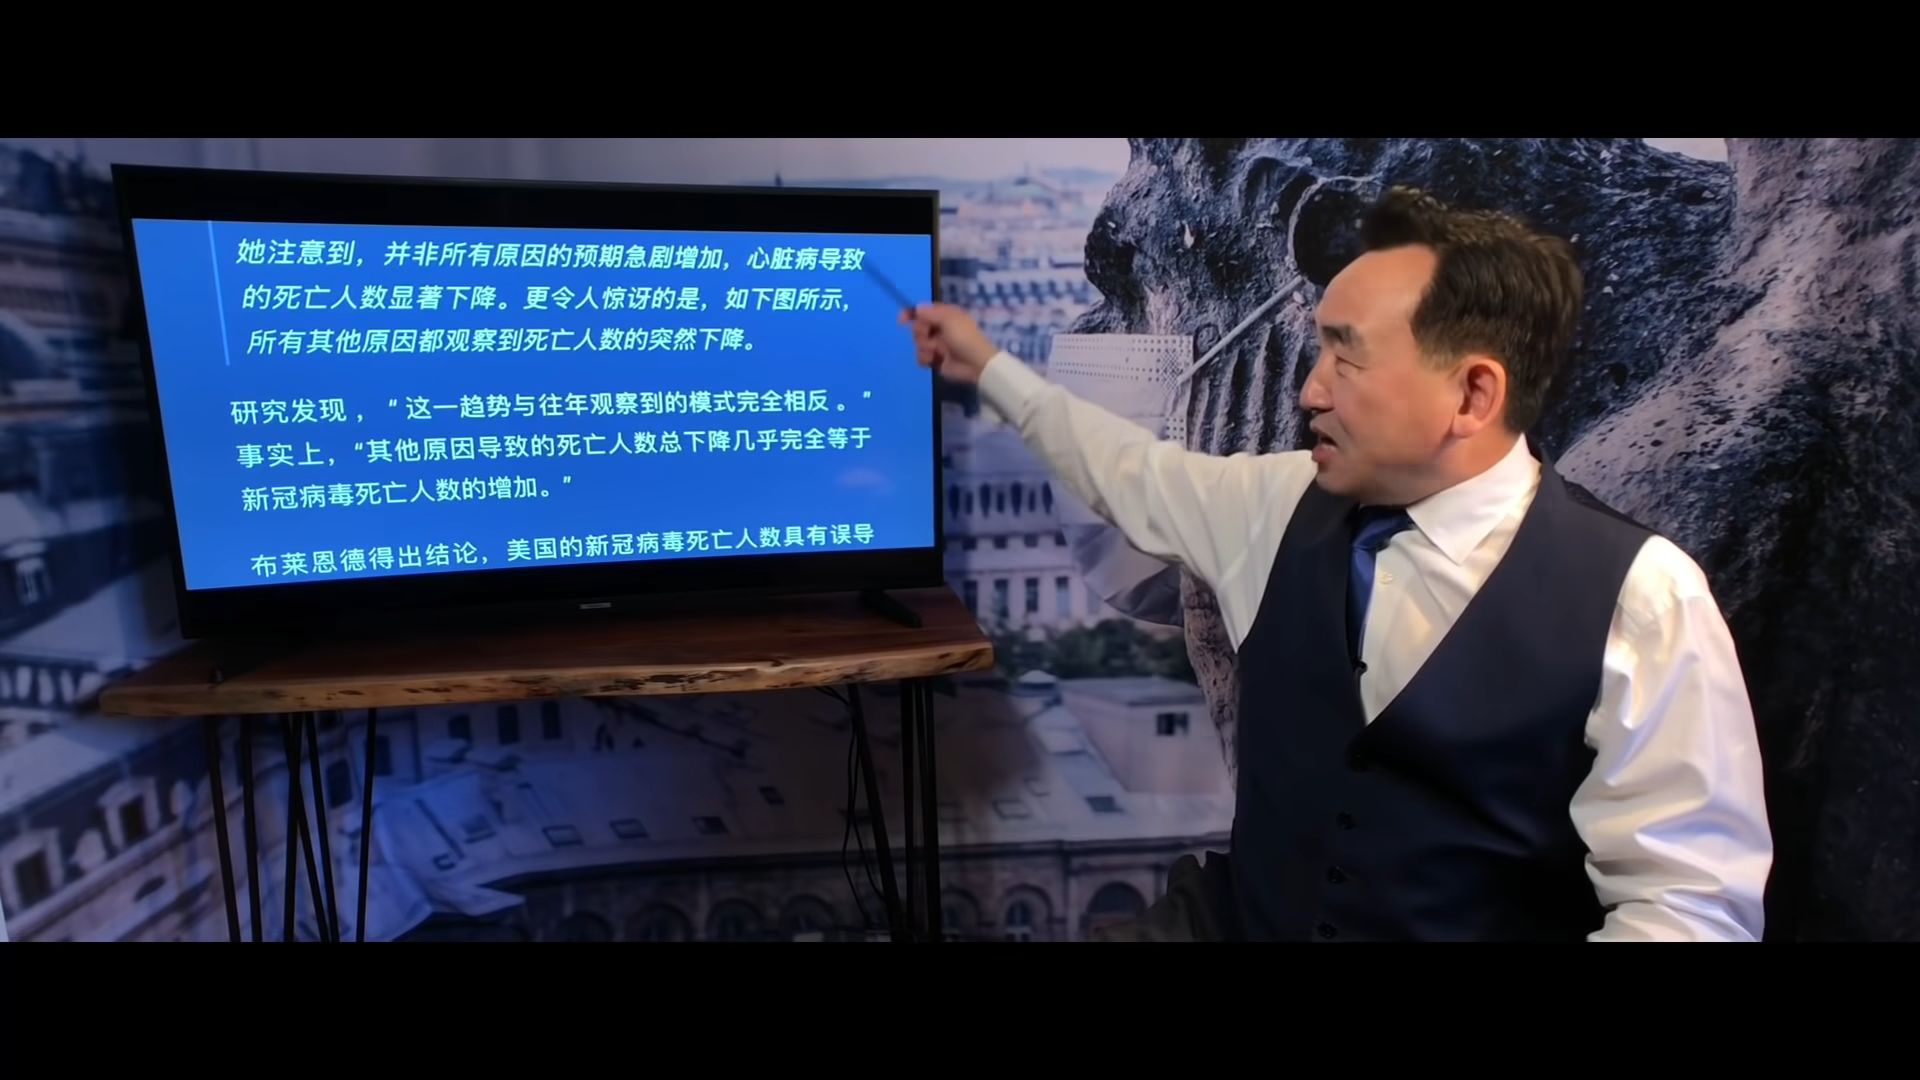 她注意到，并非所有原因的预期急剧增加，心脏病导致
的死亡人数显著下降。更令人惊讶的是，如下图所示，
所有其他原因都观察到死亡人数的突然下降。
研究发现，“这一趋势与往年观察到的模式完全相反。”
事实上，“其他原因导致的死亡人数总下降几乎完全等于
新冠病毒死亡人数的增加。”
布莱恩德得出结论，美国的新冠病毒死亡人数具有误导